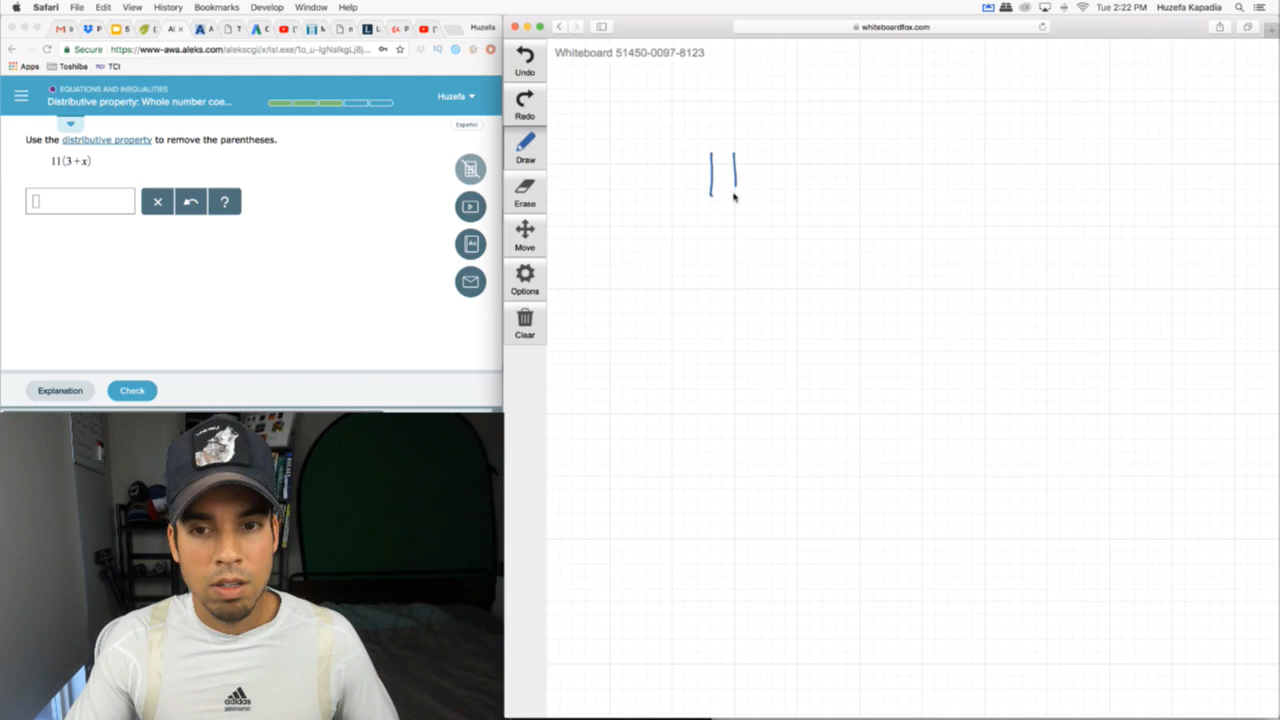 Safari File Edit View History Bookmarks Develop Window Help
Tue 2:22 PM Huzefa Kapadia
Huzefa
Secure https://www-awa.aleks.com/alekscgi/x/Isl.exe/1o_u-IgNslkgLj8j...
Apps Toshiba TCI TCI
EQUATIONS AND INEQUALITIES
Distributive property: Whole number coe...
Huzefa
Español
Use the distributive property to remove the parentheses.
11(3+x)
× ?
Explanation Check
whiteboardfox.com
Whiteboard 51450-0097-8123
Undo
Redo
Draw
Erase
Move
Options
Clear
11
adidas